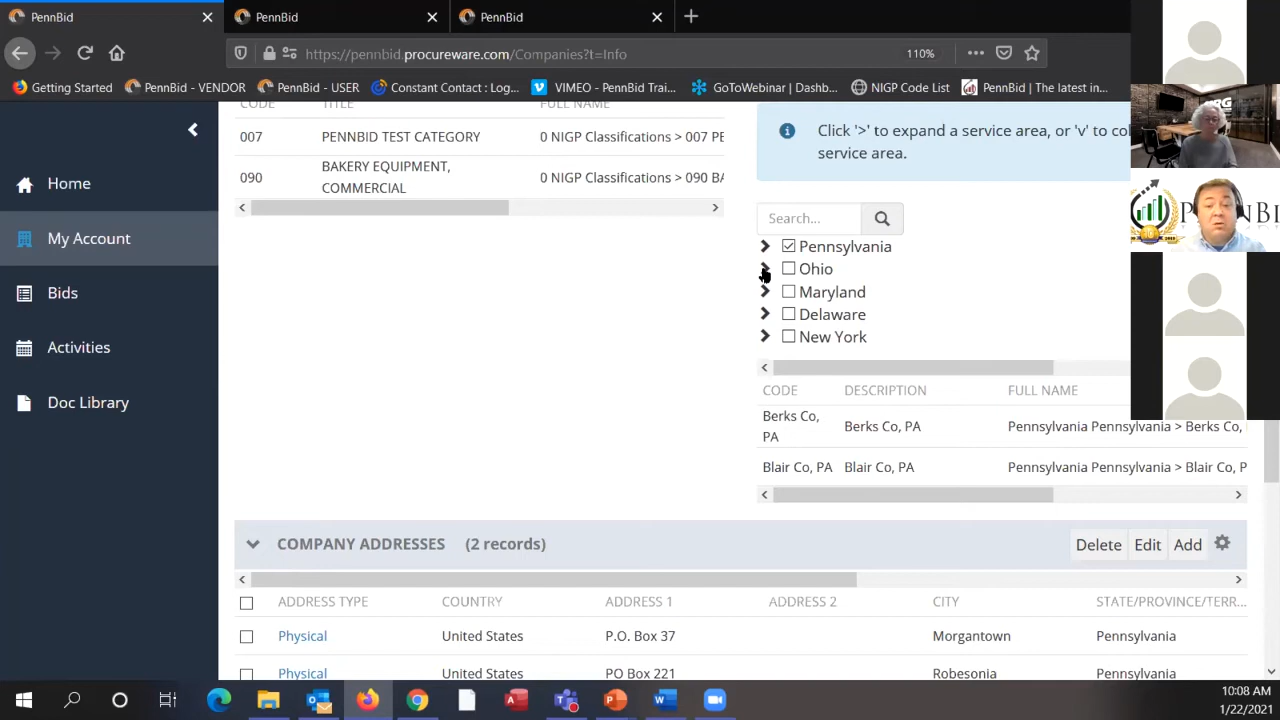 PennBid
PennBid
PennBid
https://pennbid.procureware.com/Companies?t=Info
110%
Getting Started
PennBid - VENDOR
PennBid - USER
Constant Contact : Log...
VIMEO - PennBid Trai...
GoToWebinar | Dashb...
NIGP Code List
PennBid | The latest in...
Home
My Account
Bids
Activities
Doc Library
CODE TITLE FULL NAME
007 PENNBID TEST CATEGORY 0 NIGP Classifications > 007 PE
090 BAKERY EQUIPMENT, COMMERCIAL 0 NIGP Classifications > 090 BA
Click '>' to expand a service area, or 'v' to col
service area.
Search...
Pennsylvania
Ohio
Maryland
Delaware
New York
CODE DESCRIPTION FULL NAME
Berks Co, PA Berks Co, PA Pennsylvania Pennsylvania > Berks Co,
Blair Co, PA Blair Co, PA Pennsylvania Pennsylvania > Blair Co, P
COMPANY ADDRESSES (2 records)
Delete Edit Add
ADDRESS TYPE COUNTRY ADDRESS 1 ADDRESS 2 CITY STATE/PROVINCE/TERR...
Physical United States P.O. Box 37 Morgantown Pennsylvania
Physical United States PO Box 221 Robesonia Pennsylvania
10:08 AM
1/22/2021